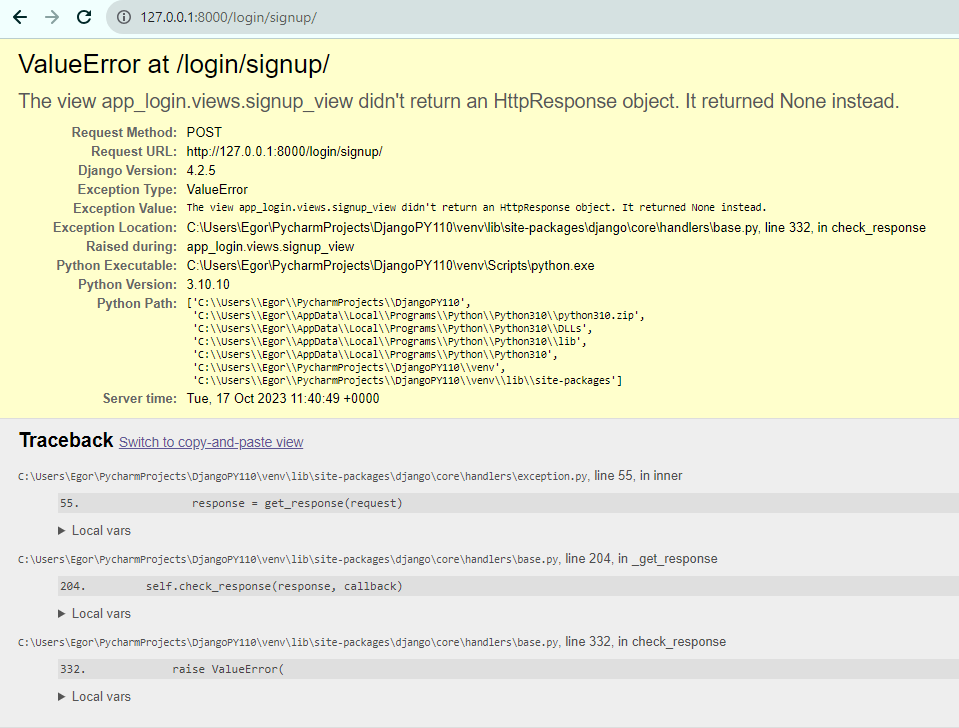 127.0.0.1:8000/login/signup/
ValueError at /login/signup/
The view app_login.views.signup_view didn't return an HttpResponse object. It returned None instead.
Request Method: POST
Request URL: http://127.0.0.1:8000/login/signup/
Django Version: 4.2.5
Exception Type: ValueError
Exception Value: The view app_login.views.signup_view didn't return an HttpResponse object. It returned None instead.
Exception Location: C:\Users\Egor\PycharmProjects\DjangoPY110\venv\lib\site-packages\django\core\handlers\base.py, line 332, in check_response
Raised during: app_login.views.signup_view
Python Executable: C:\Users\Egor\PycharmProjects\DjangoPY110\venv\Scripts\python.exe
Python Version: 3.10.10
Python Path: ['C:\\Users\\Egor\\PycharmProjects\\DjangoPY110',
'C:\\Users\\Egor\\AppData\\Local\\Programs\\Python\\Python310\\python310.zip',
'C:\\Users\\Egor\\AppData\\Local\\Programs\\Python\\Python310\\DLLs',
'C:\\Users\\Egor\\AppData\\Local\\Programs\\Python\\Python310\\lib',
'C:\\Users\\Egor\\AppData\\Local\\Programs\\Python\\Python310',
'C:\\Users\\Egor\\PycharmProjects\\DjangoPY110\\venv',
'C:\\Users\\Egor\\PycharmProjects\\DjangoPY110\\venv\\lib\\site-packages']
Server time: Tue, 17 Oct 2023 11:40:49 +0000
Traceback Switch to copy-and-paste view
C:\Users\Egor\PycharmProjects\DjangoPY110\venv\lib\site-packages\django\core\handlers\exception.py, line 55, in inner
55. response = get_response(request)
▶ Local vars
C:\Users\Egor\PycharmProjects\DjangoPY110\venv\lib\site-packages\django\core\handlers\base.py, line 204, in _get_response
204. self.check_response(response, callback)
▶ Local vars
C:\Users\Egor\PycharmProjects\DjangoPY110\venv\lib\site-packages\django\core\handlers\base.py, line 332, in check_response
332. raise ValueError(
▶ Local vars